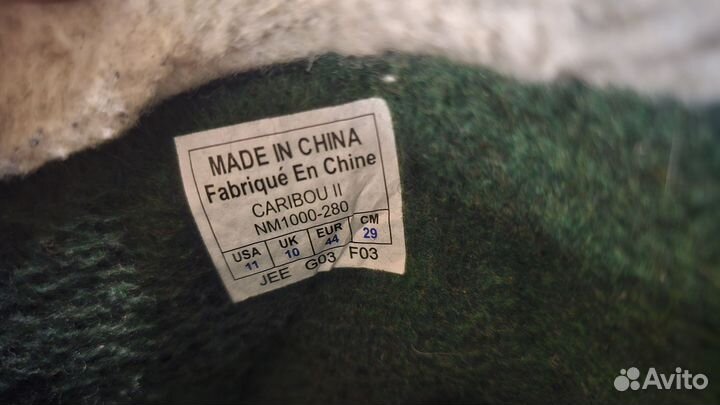 MADE IN CHINA
Fabriqué En Chine
CARIBOU II
NM1000-280
USA UK EUR CM
11 10 44 29
JEE G03 F03
Avito